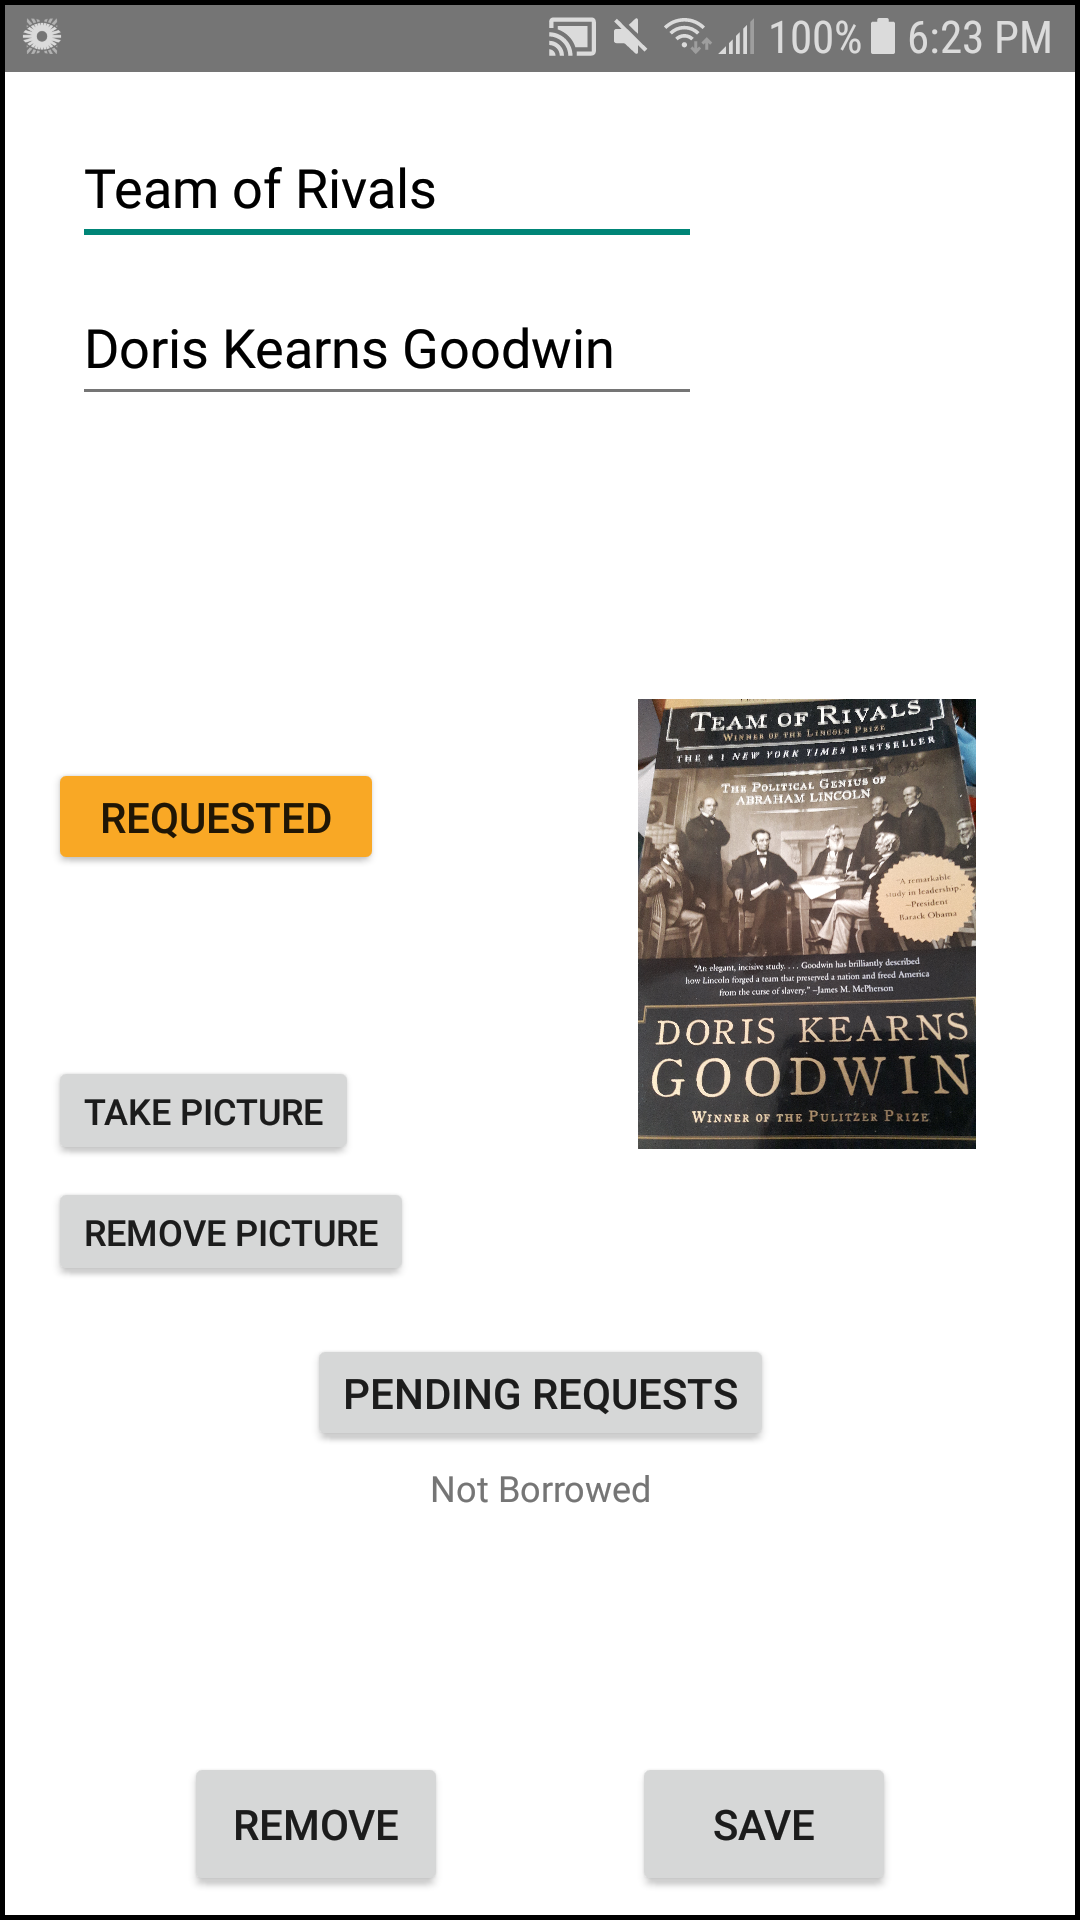 100% 6:23 PM
Team of Rivals
Doris Kearns Goodwin
TEAM OF RIVALS
WINNER OF THE LINCOLN PRIZE
THE #1 NEW YORK TIMES BESTSELLER
THE POLITICAL GENIUS OF
ABRAHAM LINCOLN
REQUESTED
"A remarkable
study in leadership."
–President
Barack Obama
"An elegant, incisive study. . . . Goodwin has brilliantly described
how Lincoln forged a team that preserved a nation and freed America
from the curse of slavery." –James M. McPherson
DORIS KEARNS
GOODWIN
WINNER OF THE PULITZER PRIZE
TAKE PICTURE
REMOVE PICTURE
PENDING REQUESTS
Not Borrowed
REMOVE
SAVE